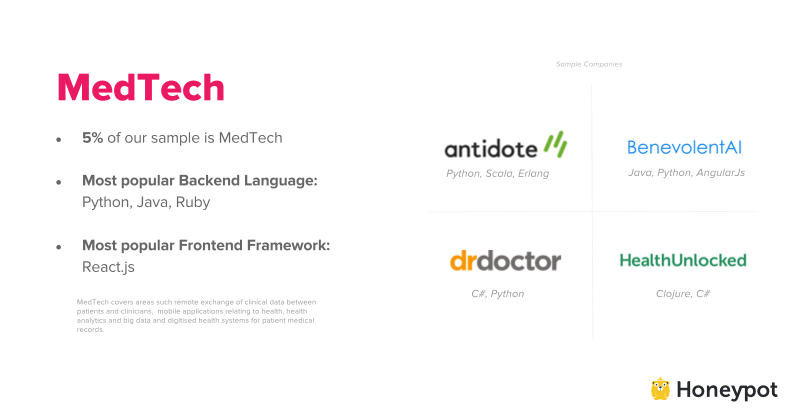 MedTech
• 5% of our sample is MedTech
• Most popular Backend Language:
Python, Java, Ruby
• Most popular Frontend Framework:
React.js
MedTech covers areas such remote exchange of clinical data between
patients and clinicians, mobile applications relating to health, health
analytics and big data and digitised health systems for patient medical
records.
Sample Companies
antidote
Python, Scala, Erlang
BenevolentAI
Java, Python, AngularJs
drdoctor
C#, Python
HealthUnlocked
Clojure, C#
Honeypot